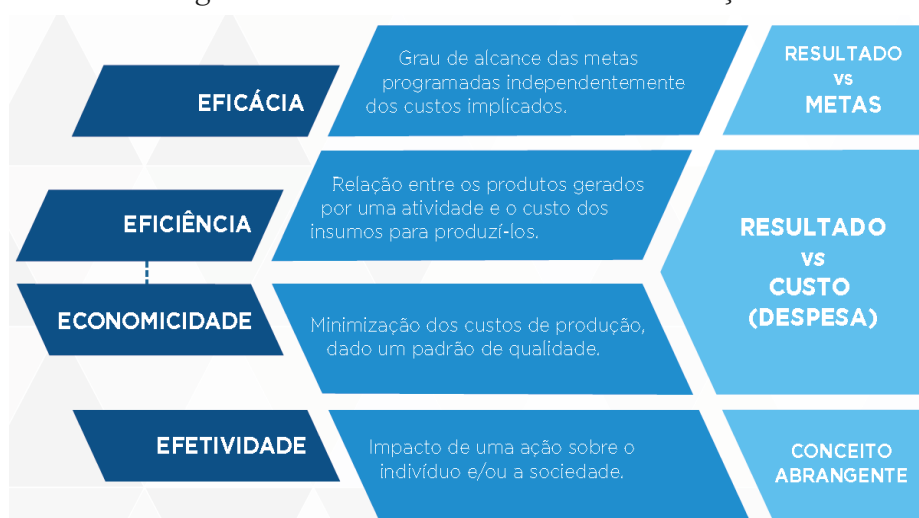 EFICÁCIA
Grau de alcance das metas
programadas independentemente
dos custos implicados.
RESULTADO
vs
METAS
EFICIÊNCIA
Relação entre os produtos gerados
por uma atividade e o custo dos
insumos para produzí-los.
ECONOMICIDADE
Minimização dos custos de produção,
dado um padrão de qualidade.
RESULTADO
vs
CUSTO
(DESPESA)
EFETIVIDADE
Impacto de uma ação sobre o
indivíduo e/ou a sociedade.
CONCEITO
ABRANGENTE